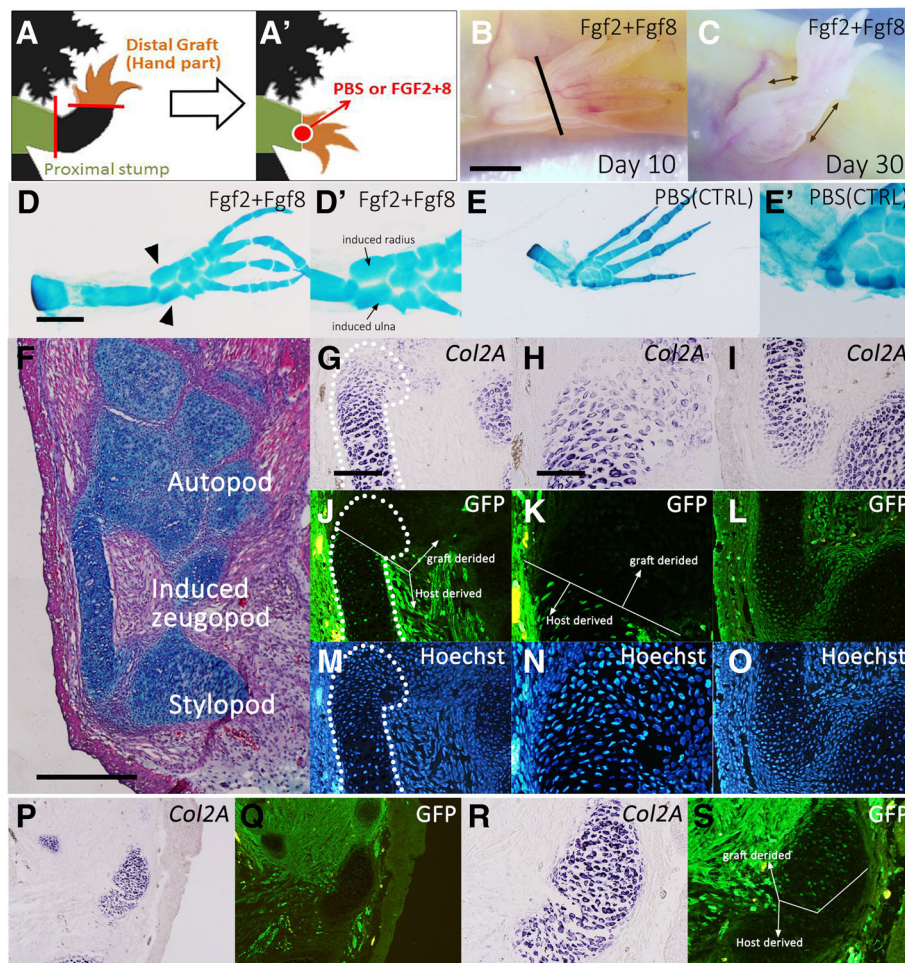 A
Distal Graft
(Hand part)
Proximal stump
A'
PBS or FGF2+8
B
Fgf2+Fgf8
Day 10
C
Fgf2+Fgf8
Day 30
D
Fgf2+Fgf8
D'
Fgf2+Fgf8
induced radius
induced ulna
E
PBS(CTRL)
E'
PBS(CTRL)
F
Autopod
Induced
zeugopod
Stylopod
G
Col2A
H
Col2A
I
Col2A
J
GFP
graft derided
Host derived
K
GFP
graft derided
Host derived
L
GFP
M
Hoechst
N
Hoechst
O
Hoechst
P
Col2A
Q
GFP
R
Col2A
S
GFP
graft derided
Host derived